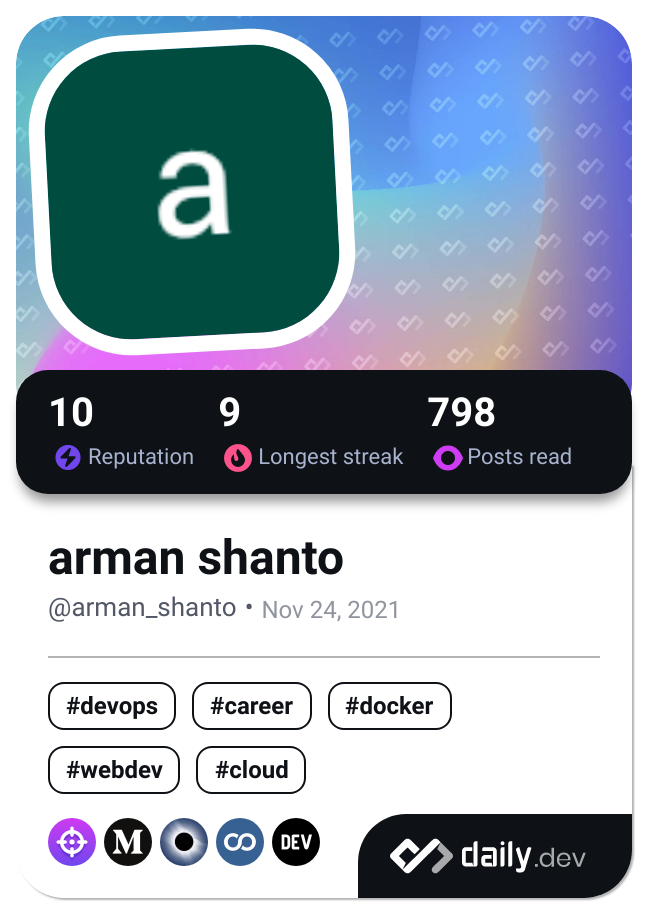 a
10 9 798
Reputation Longest streak Posts read
arman shanto
@arman_shanto • Nov 24, 2021
#devops #career #docker
#webdev #cloud
M DEV
daily.dev